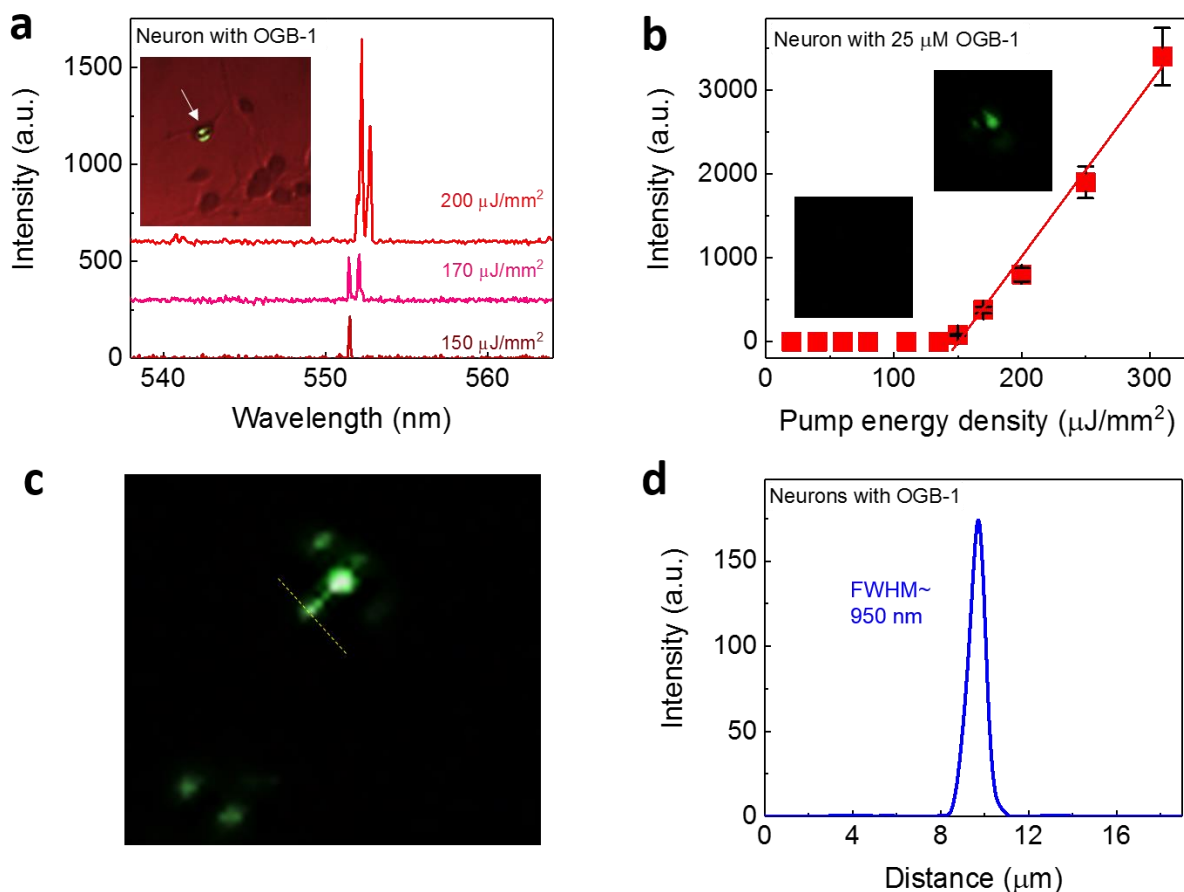 a
Neuron with OGB-1
Intensity (a.u.)
1500
1000
500
0
200 μJ/mm²
170 μJ/mm²
150 μJ/mm²
540
550
560
Wavelength (nm)
b
Neuron with 25 μM OGB-1
Intensity (a.u.)
3000
2000
1000
0
0
100
200
300
Pump energy density (μJ/mm²)
c
d
Neurons with OGB-1
Intensity (a.u.)
150
100
50
0
FWHM~
950 nm
0
4
8
12
16
Distance (μm)